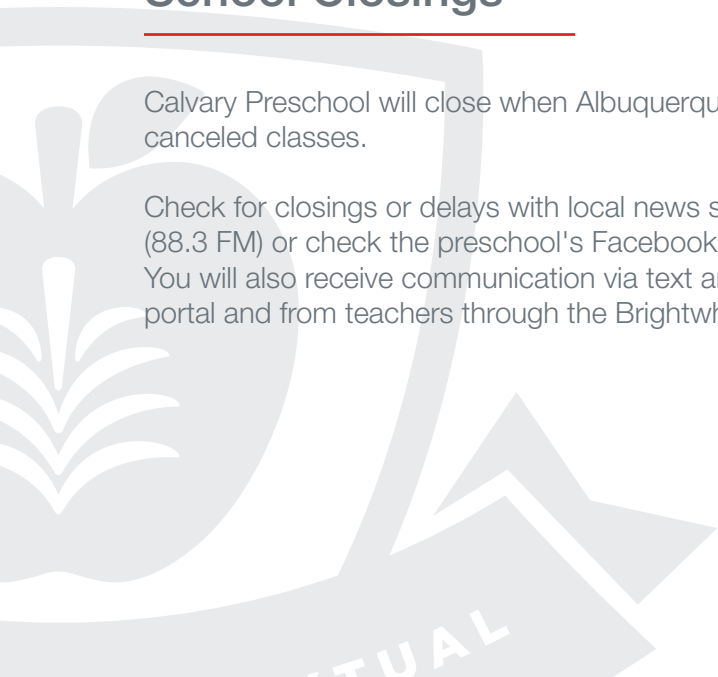 School Closings
Calvary Preschool will close when Albuquerqu
canceled classes.
Check for closings or delays with local news s
(88.3 FM) or check the preschool's Facebook
You will also receive communication via text a
portal and from teachers through the Brightwh
TUAL